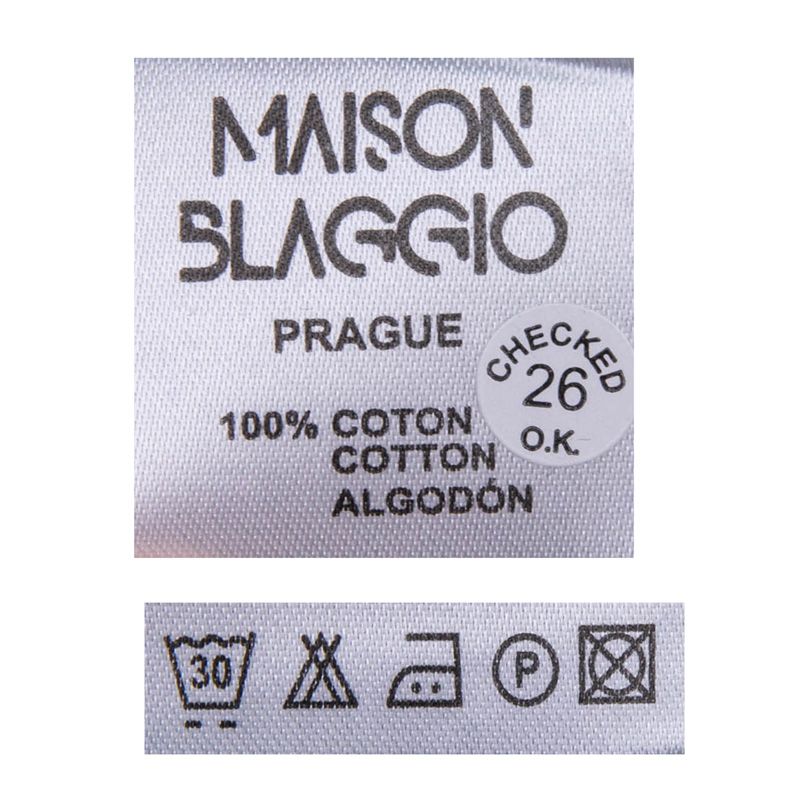 MAISON
BLAGGIO
PRAGUE
CHECKED
26
O.K.
100% COTON
COTTON
ALGODÓN
30
P